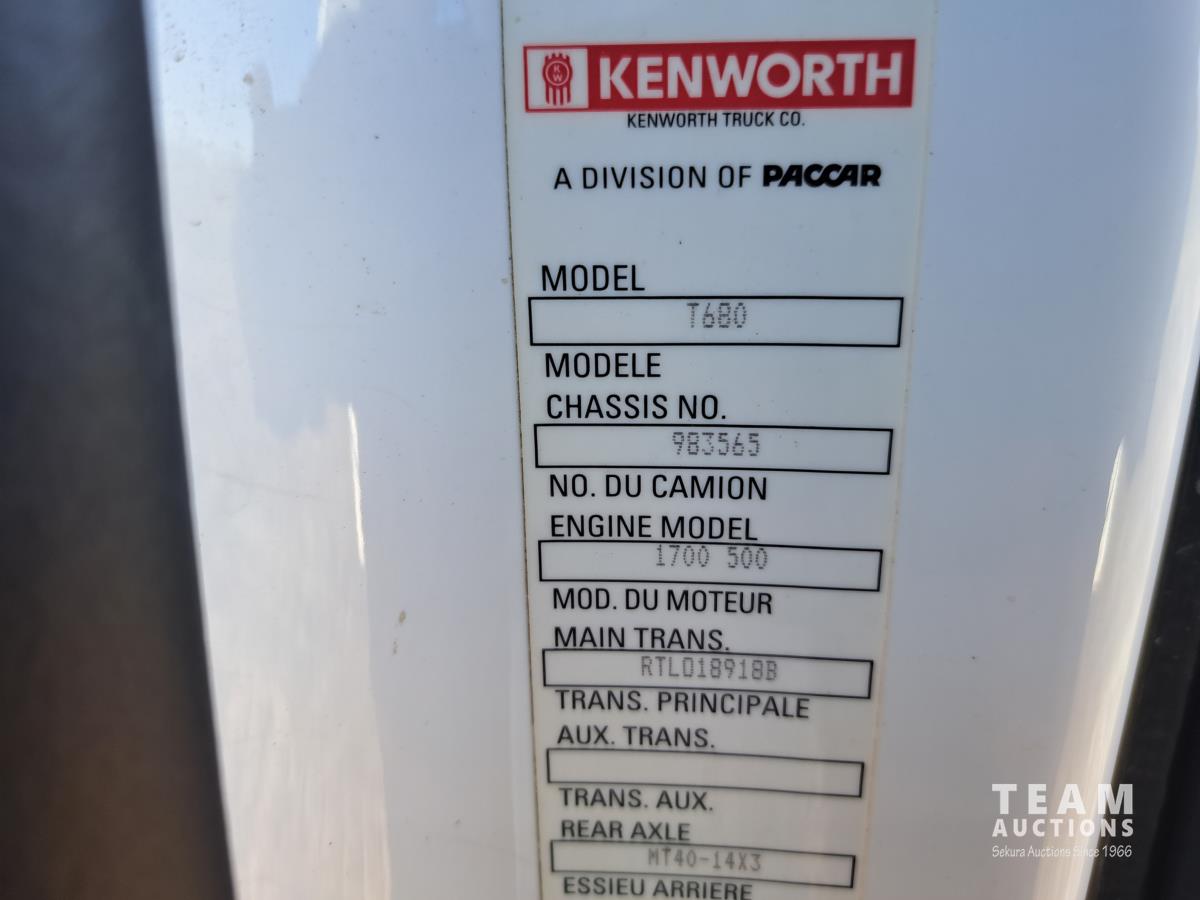 KW KENWORTH
KENWORTH TRUCK CO.
A DIVISION OF PACCAR
MODEL
T680
MODELE
CHASSIS NO.
983565
NO. DU CAMION
ENGINE MODEL
1700 500
MOD. DU MOTEUR
MAIN TRANS.
RTLO18918B
TRANS. PRINCIPALE
AUX. TRANS.
TRANS. AUX.
REAR AXLE
MT40-14X3
ESSIEU ARRIERE
TEAM
AUCTIONS
Sekura Auctions Since 1966